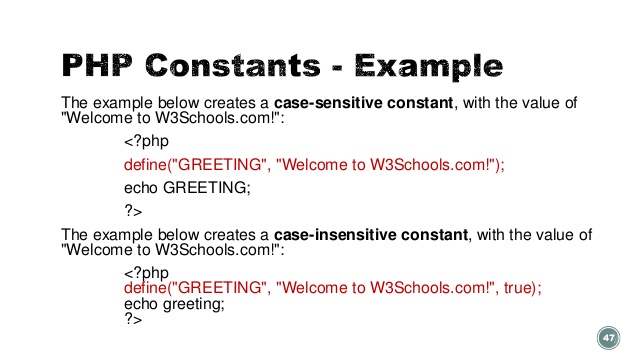 PHP Constants - Example
The example below creates a case-sensitive constant, with the value of
"Welcome to W3Schools.com!":
<?php
define("GREETING", "Welcome to W3Schools.com!");
echo GREETING;
?>
The example below creates a case-insensitive constant, with the value of
"Welcome to W3Schools.com!":
<?php
define("GREETING", "Welcome to W3Schools.com!", true);
echo greeting;
?>
47